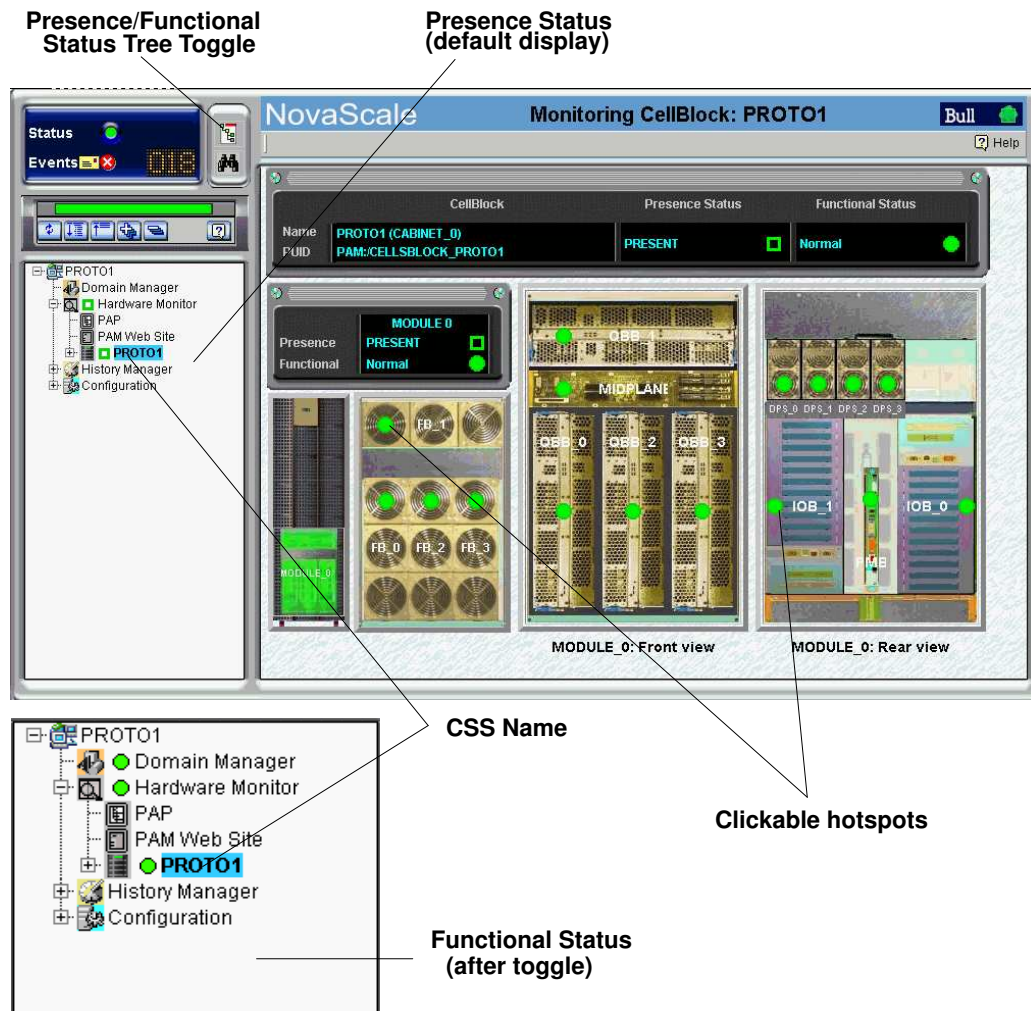 Presence/Functional
Status Tree Toggle
Presence Status
(default display)
Status
Events
018
NovaScale
Monitoring CellBlock: PROTO1
Bull
Help
CellBlock
Presence Status
Functional Status
Name
PROTO1 (CABINET_0)
PRESENT
Normal
PUID
PAM:/CELLSBLOCK_PROTO1
PROTO1
Domain Manager
Hardware Monitor
PAP
PAM Web Site
PROTO1
History Manager
Configuration
MODULE 0
Presence
PRESENT
Functional
Normal
MODULE_0
FB_1
FB_0
FB_2
FB_3
QBB_1
MIDPLANE
QBB_0
QBB_2
QBB_3
MODULE_0: Front view
DPS_0
DPS_1
DPS_2
DPS_3
IOB_1
IOB_0
PMB
MODULE_0: Rear view
CSS Name
Clickable hotspots
PROTO1
Domain Manager
Hardware Monitor
PAP
PAM Web Site
PROTO1
History Manager
Configuration
Functional Status
(after toggle)